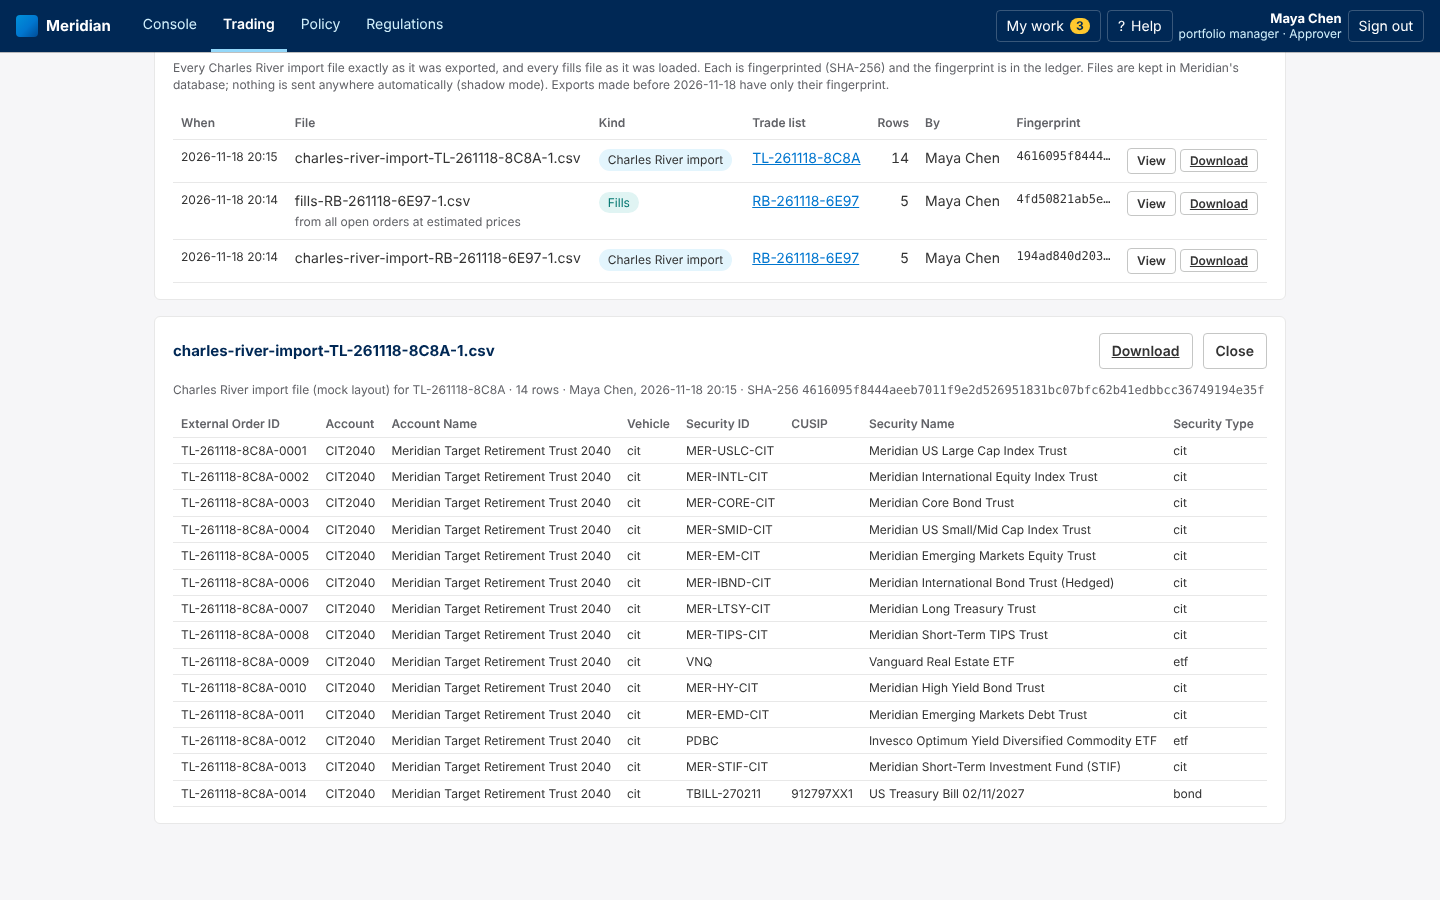 Meridian Console Trading Policy Regulations My work 3 ? Help Maya Chen Sign out
portfolio manager · Approver
Every Charles River import file exactly as it was exported, and every fills file as it was loaded. Each is fingerprinted (SHA-256) and the fingerprint is in the ledger. Files are kept in Meridian's
database; nothing is sent anywhere automatically (shadow mode). Exports made before 2026-11-18 have only their fingerprint.
When File Kind Trade list Rows By Fingerprint
2026-11-18 20:15 charles-river-import-TL-261118-8C8A-1.csv Charles River import TL-261118-8C8A 14 Maya Chen 4616095f8444… View Download
2026-11-18 20:14 fills-RB-261118-6E97-1.csv Fills RB-261118-6E97 5 Maya Chen 4fd50821ab5e… View Download
from all open orders at estimated prices
2026-11-18 20:14 charles-river-import-RB-261118-6E97-1.csv Charles River import RB-261118-6E97 5 Maya Chen 194ad840d203… View Download
charles-river-import-TL-261118-8C8A-1.csv Download Close
Charles River import file (mock layout) for TL-261118-8C8A · 14 rows · Maya Chen, 2026-11-18 20:15 · SHA-256 4616095f8444aeeb7011f9e2d526951831bc07bfc62b41edbbcc36749194e35f
External Order ID Account Account Name Vehicle Security ID CUSIP Security Name Security Type
TL-261118-8C8A-0001 CIT2040 Meridian Target Retirement Trust 2040 cit MER-USLC-CIT Meridian US Large Cap Index Trust cit
TL-261118-8C8A-0002 CIT2040 Meridian Target Retirement Trust 2040 cit MER-INTL-CIT Meridian International Equity Index Trust cit
TL-261118-8C8A-0003 CIT2040 Meridian Target Retirement Trust 2040 cit MER-CORE-CIT Meridian Core Bond Trust cit
TL-261118-8C8A-0004 CIT2040 Meridian Target Retirement Trust 2040 cit MER-SMID-CIT Meridian US Small/Mid Cap Index Trust cit
TL-261118-8C8A-0005 CIT2040 Meridian Target Retirement Trust 2040 cit MER-EM-CIT Meridian Emerging Markets Equity Trust cit
TL-261118-8C8A-0006 CIT2040 Meridian Target Retirement Trust 2040 cit MER-IBND-CIT Meridian International Bond Trust (Hedged) cit
TL-261118-8C8A-0007 CIT2040 Meridian Target Retirement Trust 2040 cit MER-LTSY-CIT Meridian Long Treasury Trust cit
TL-261118-8C8A-0008 CIT2040 Meridian Target Retirement Trust 2040 cit MER-TIPS-CIT Meridian Short-Term TIPS Trust cit
TL-261118-8C8A-0009 CIT2040 Meridian Target Retirement Trust 2040 cit VNQ Vanguard Real Estate ETF etf
TL-261118-8C8A-0010 CIT2040 Meridian Target Retirement Trust 2040 cit MER-HY-CIT Meridian High Yield Bond Trust cit
TL-261118-8C8A-0011 CIT2040 Meridian Target Retirement Trust 2040 cit MER-EMD-CIT Meridian Emerging Markets Debt Trust cit
TL-261118-8C8A-0012 CIT2040 Meridian Target Retirement Trust 2040 cit PDBC Invesco Optimum Yield Diversified Commodity ETF etf
TL-261118-8C8A-0013 CIT2040 Meridian Target Retirement Trust 2040 cit MER-STIF-CIT Meridian Short-Term Investment Fund (STIF) cit
TL-261118-8C8A-0014 CIT2040 Meridian Target Retirement Trust 2040 cit TBILL-270211 912797XX1 US Treasury Bill 02/11/2027 bond